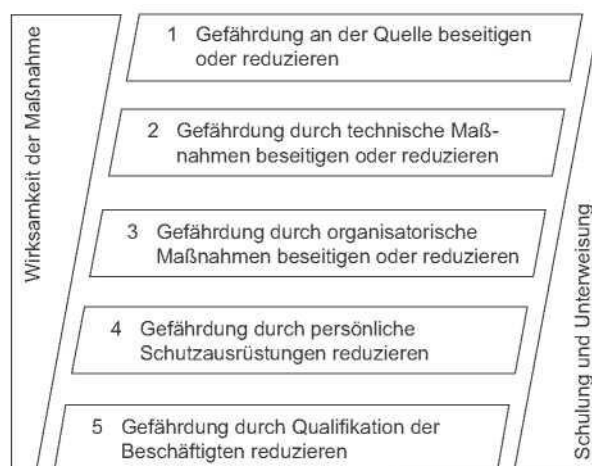 Wirksamkeit der Maßnahme
1 Gefährdung an der Quelle beseitigen
oder reduzieren
2 Gefährdung durch technische Maß-
nahmen beseitigen oder reduzieren
3 Gefährdung durch organisatorische
Maßnahmen beseitigen oder reduzieren
4 Gefährdung durch persönliche
Schutzausrüstungen reduzieren
5 Gefährdung durch Qualifikation der
Beschäftigten reduzieren
Schulung und Unterweisung